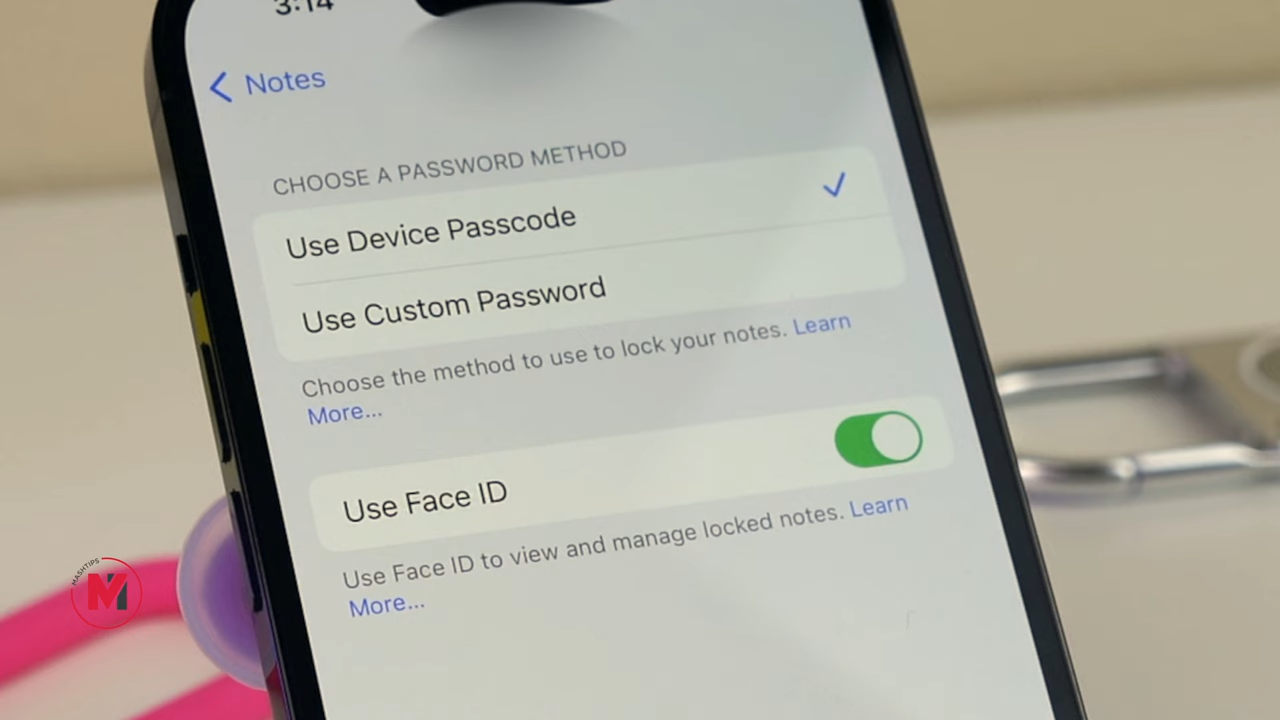 3:14
Notes
CHOOSE A PASSWORD METHOD
Use Device Passcode
Use Custom Password
Choose the method to use to lock your notes. Learn
More...
Use Face ID
Use Face ID to view and manage locked notes. Learn
More...
MASHTIPS
M